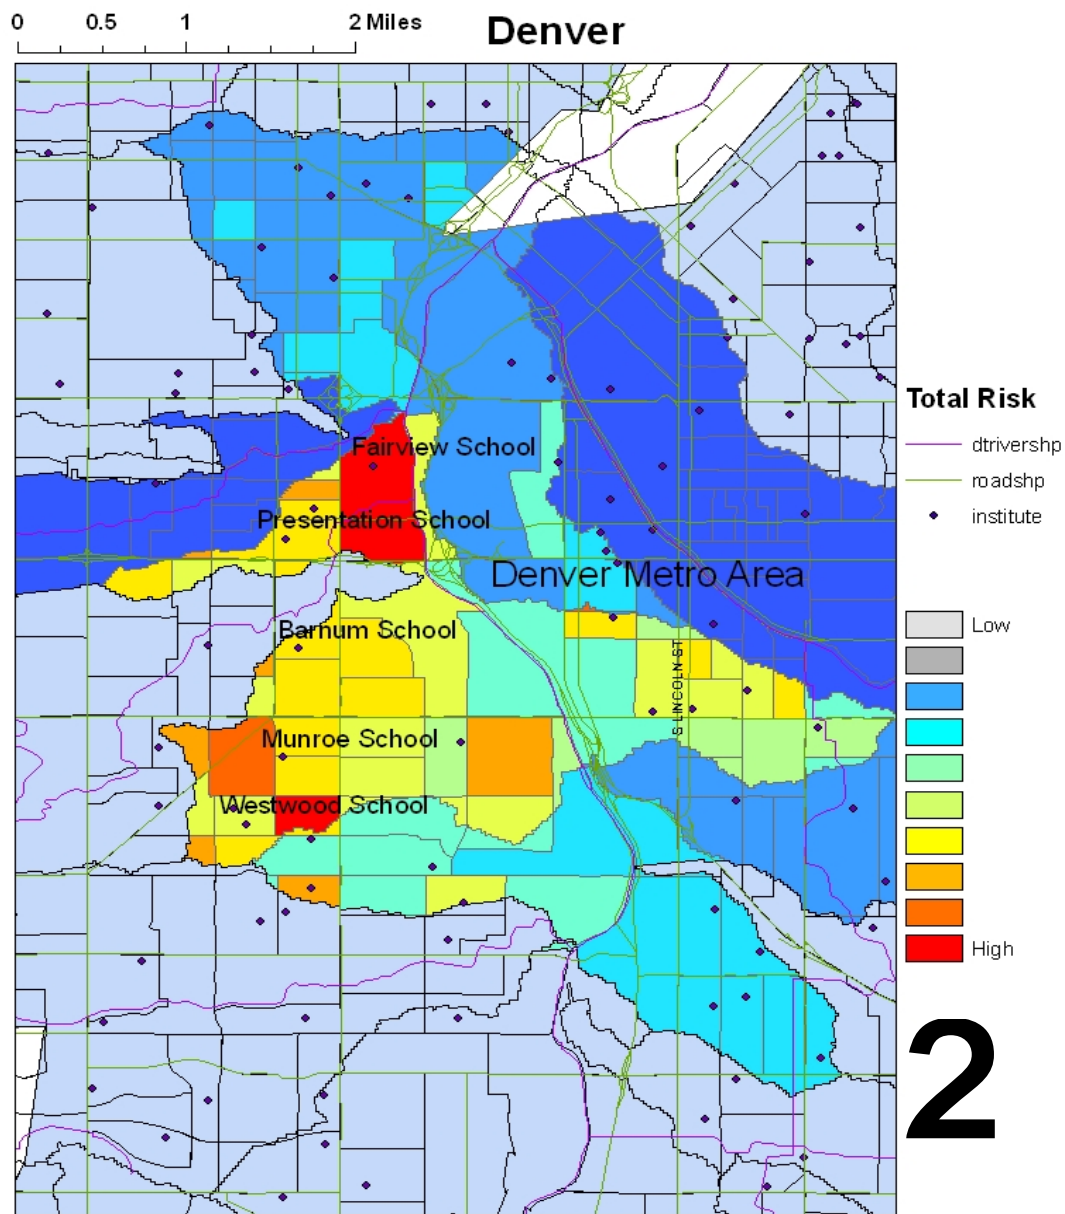 0 0.5 1 2 Miles
Denver
Fairview School
Presentation School
Denver Metro Area
Barnum School
S LINCOLN ST
Munroe School
Westwood School
Total Risk
dtrivershp
roadshp
institute
Low
High
2